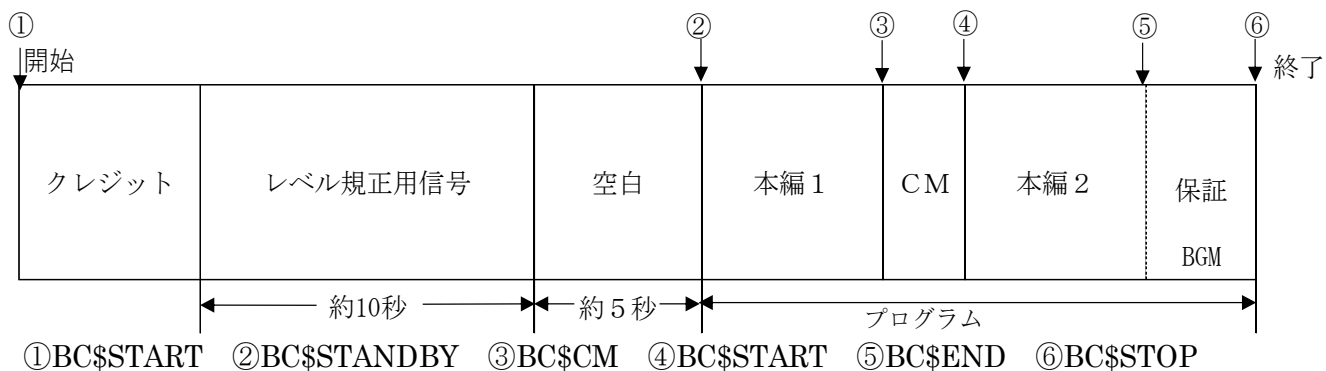 ① ② ③ ④ ⑤ ⑥
開始 終了
クレジット レベル規正用信号 空白 本編1 CM 本編2 保証
BGM
約10秒 約5秒 プログラム
①BC$START ②BC$STANDBY ③BC$CM ④BC$START ⑤BC$END ⑥BC$STOP